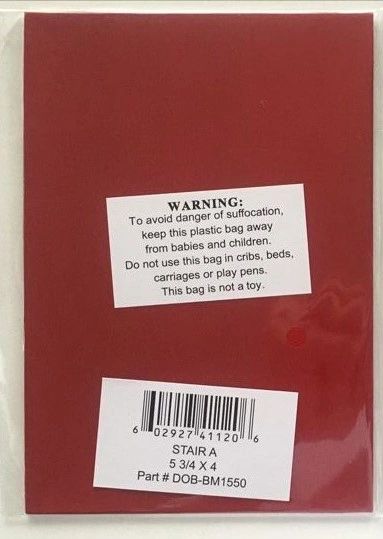 WARNING:
To avoid danger of suffocation,
keep this plastic bag away
from babies and children.
Do not use this bag in cribs, beds,
carriages or play pens.
This bag is not a toy.
6 02927 41120 6
STAIR A
5 3/4 X 4
Part # DOB-BM1550